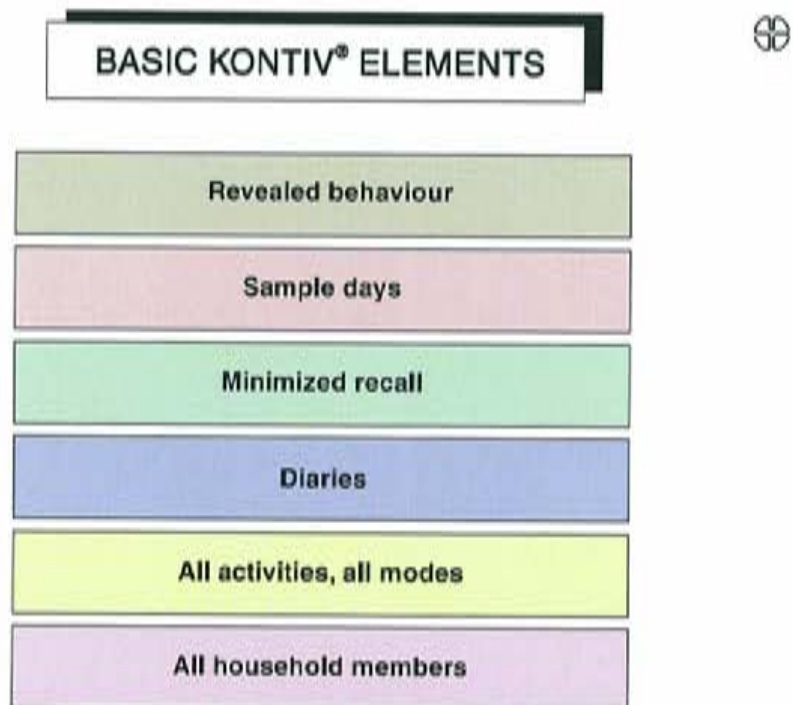 BASIC KONTIV® ELEMENTS
Revealed behaviour
Sample days
Minimized recall
Diaries
All activities, all modes
All household members